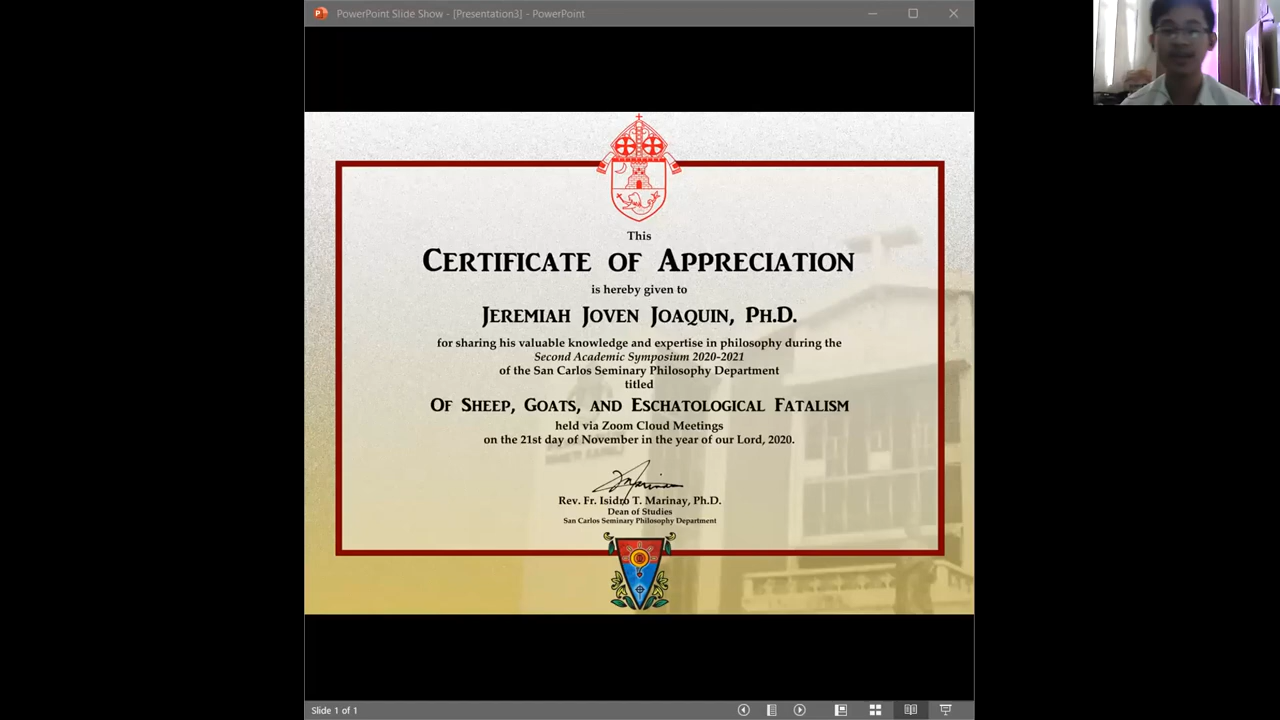 PowerPoint Slide Show - [Presentation3] - PowerPoint
This
CERTIFICATE OF APPRECIATION
is hereby given to
JEREMIAH JOVEN JOAQUIN, PH.D.
for sharing his valuable knowledge and expertise in philosophy during the
Second Academic Symposium 2020-2021
of the San Carlos Seminary Philosophy Department
titled
OF SHEEP, GOATS, AND ESCHATOLOGICAL FATALISM
held via Zoom Cloud Meetings
on the 21st day of November in the year of our Lord, 2020.
Rev. Fr. Isidro T. Marinay, Ph.D.
Dean of Studies
San Carlos Seminary Philosophy Department
Slide 1 of 1